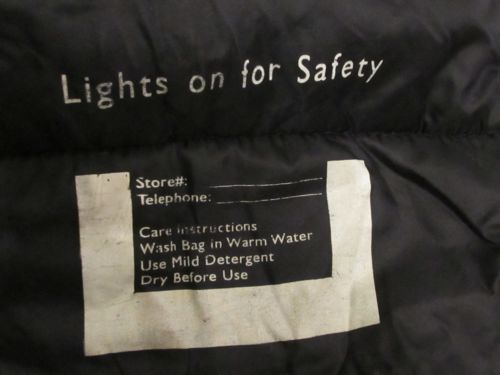 Lights on for Safety
Store#:
Telephone:
Care Instructions
Wash Bag in Warm Water
Use Mild Detergent
Dry Before Use